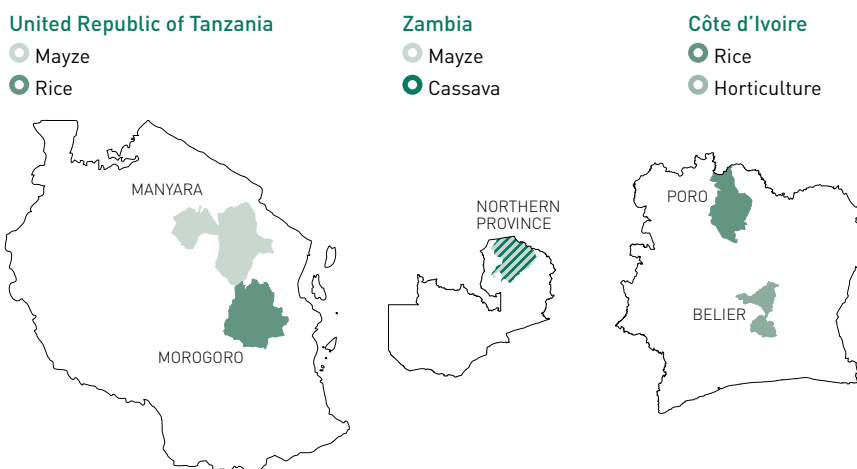 United Republic of Tanzania
Mayze
Rice
Zambia
Mayze
Cassava
Côte d’Ivoire
Rice
Horticulture
MANYARA
MOROGORO
NORTHERN
PROVINCE
PORO
BELIER